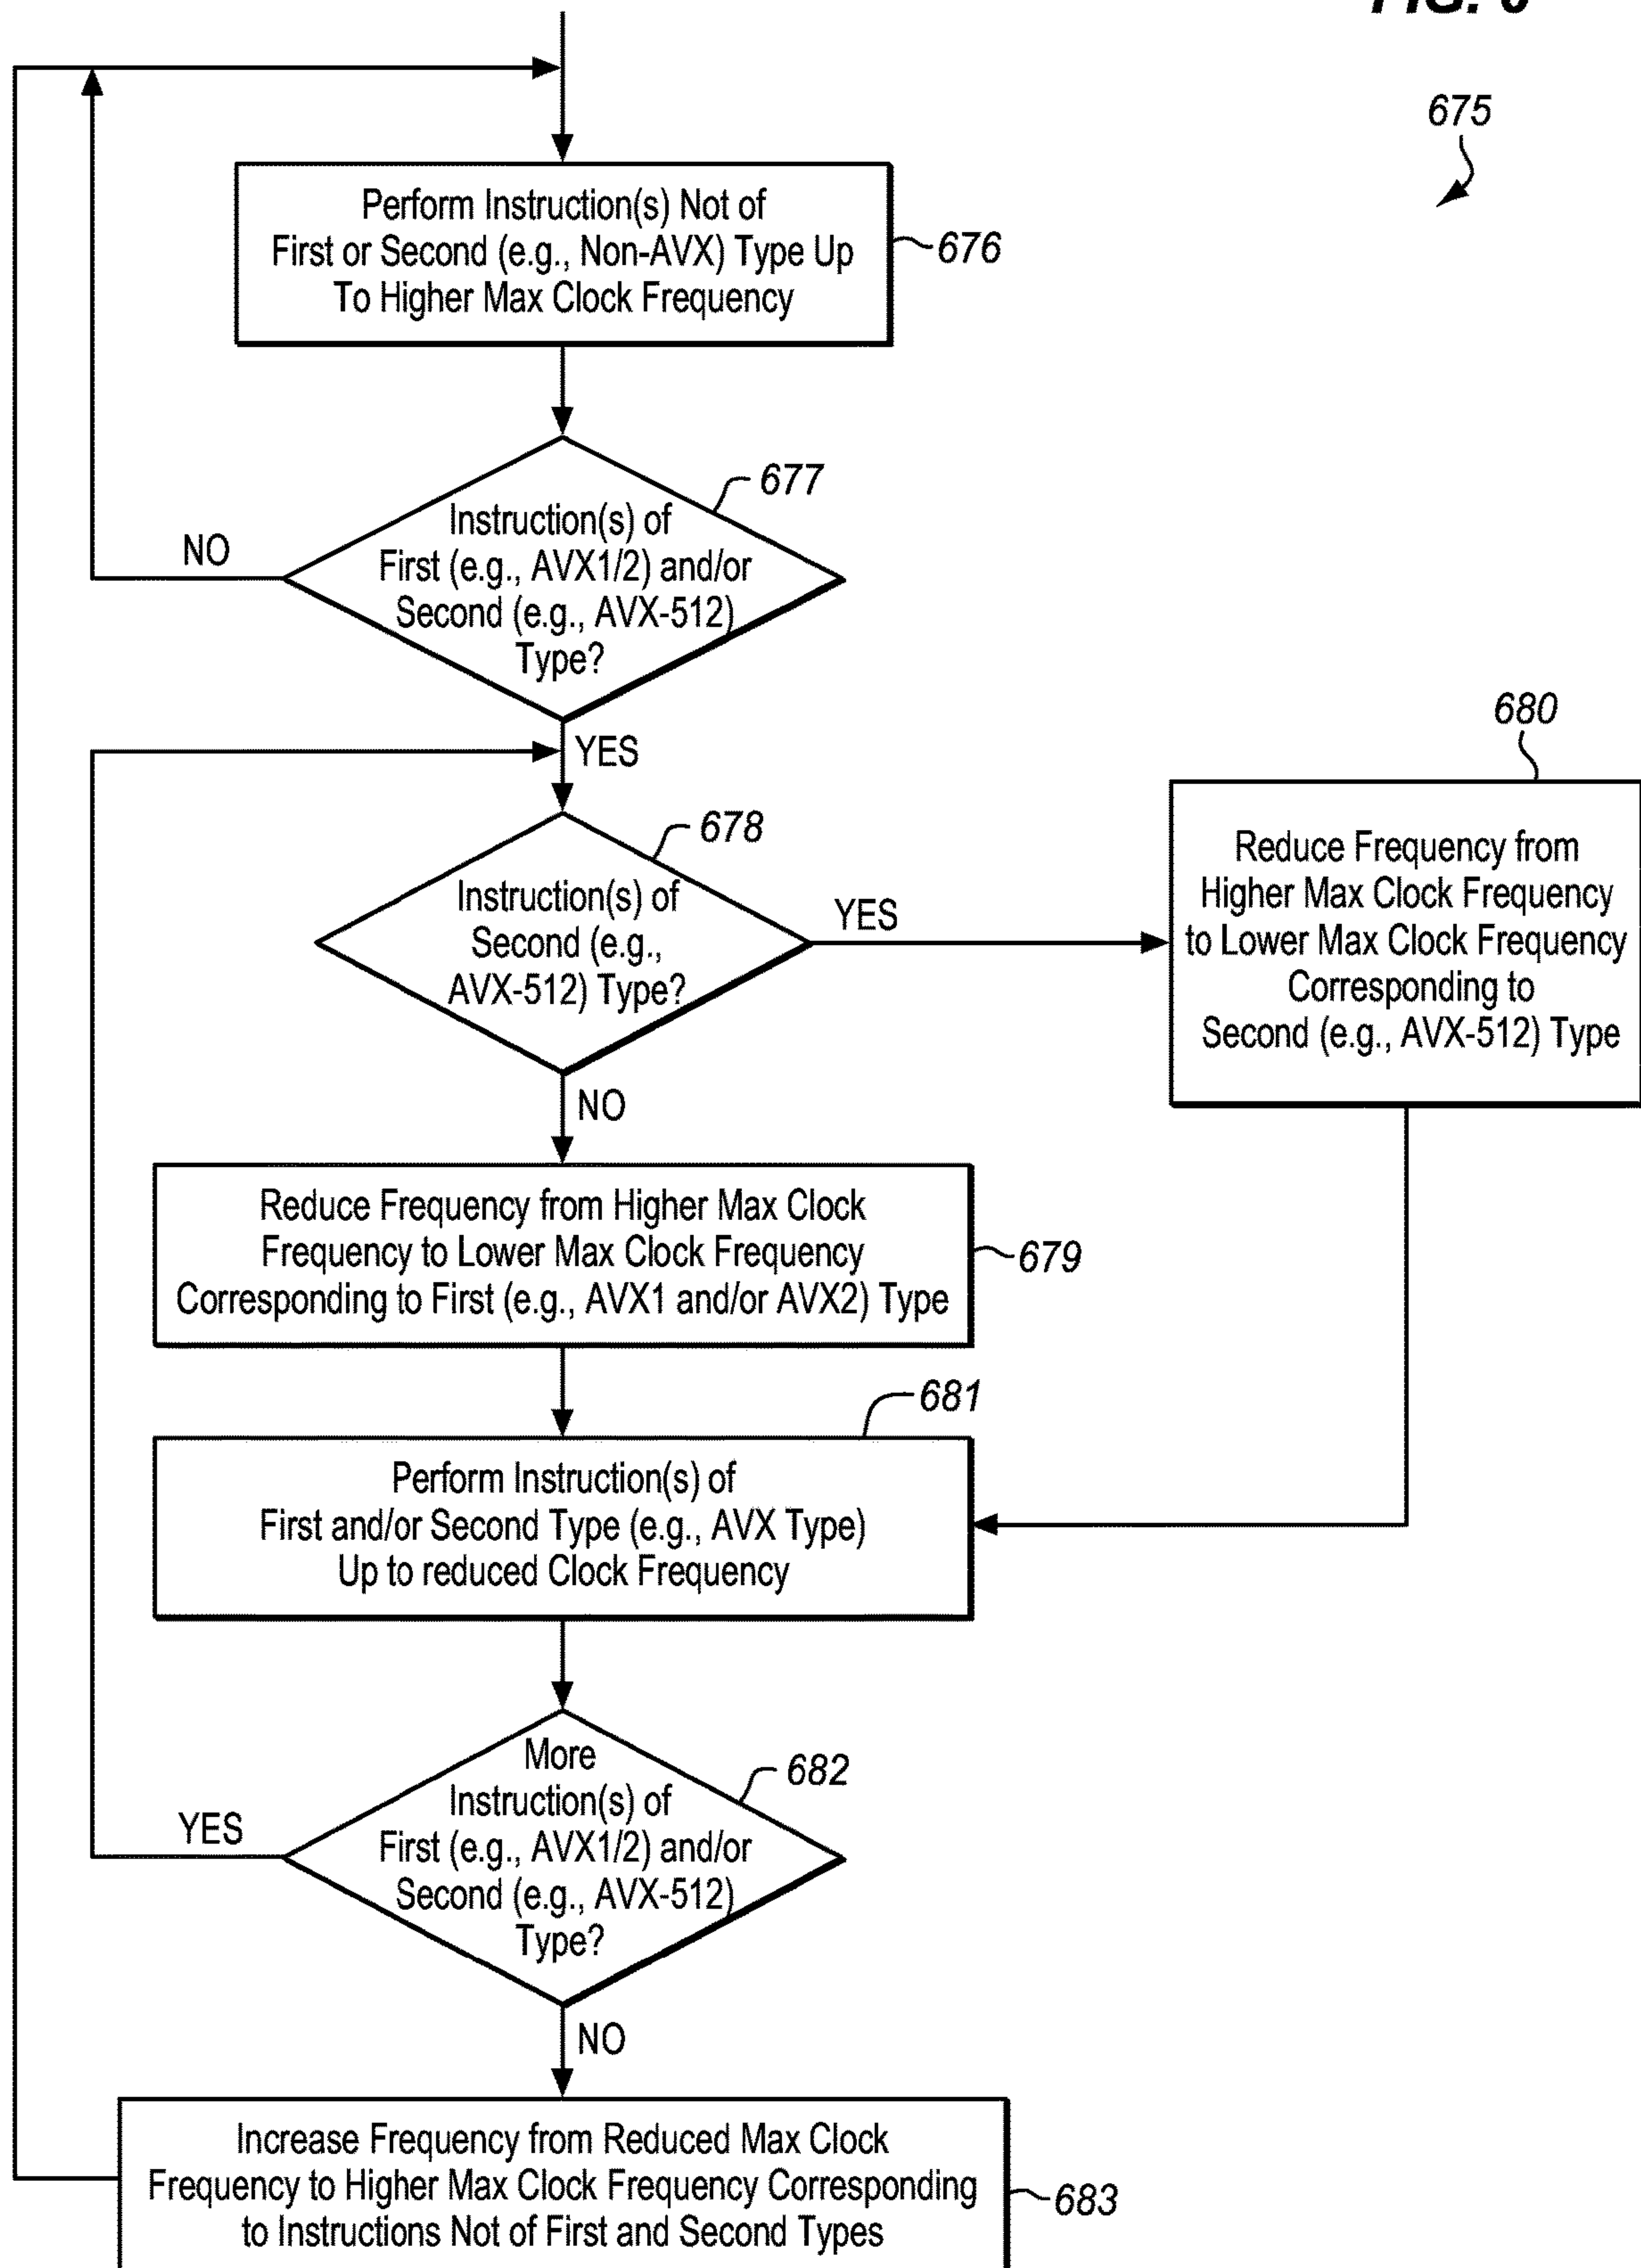 675
Perform Instruction(s) Not of
First or Second (e.g., Non-AVX) Type Up
To Higher Max Clock Frequency
676
677
Instruction(s) of
First (e.g., AVX1/2) and/or
Second (e.g., AVX-512)
Type?
NO
YES
678
Instruction(s) of
Second (e.g.,
AVX-512) Type?
YES
NO
680
Reduce Frequency from
Higher Max Clock Frequency
to Lower Max Clock Frequency
Corresponding to
Second (e.g., AVX-512) Type
Reduce Frequency from Higher Max Clock
Frequency to Lower Max Clock Frequency
Corresponding to First (e.g., AVX1 and/or AVX2) Type
679
681
Perform Instruction(s) of
First and/or Second Type (e.g., AVX Type)
Up to reduced Clock Frequency
682
More
Instruction(s) of
First (e.g., AVX1/2) and/or
Second (e.g., AVX-512)
Type?
YES
NO
Increase Frequency from Reduced Max Clock
Frequency to Higher Max Clock Frequency Corresponding
to Instructions Not of First and Second Types
683